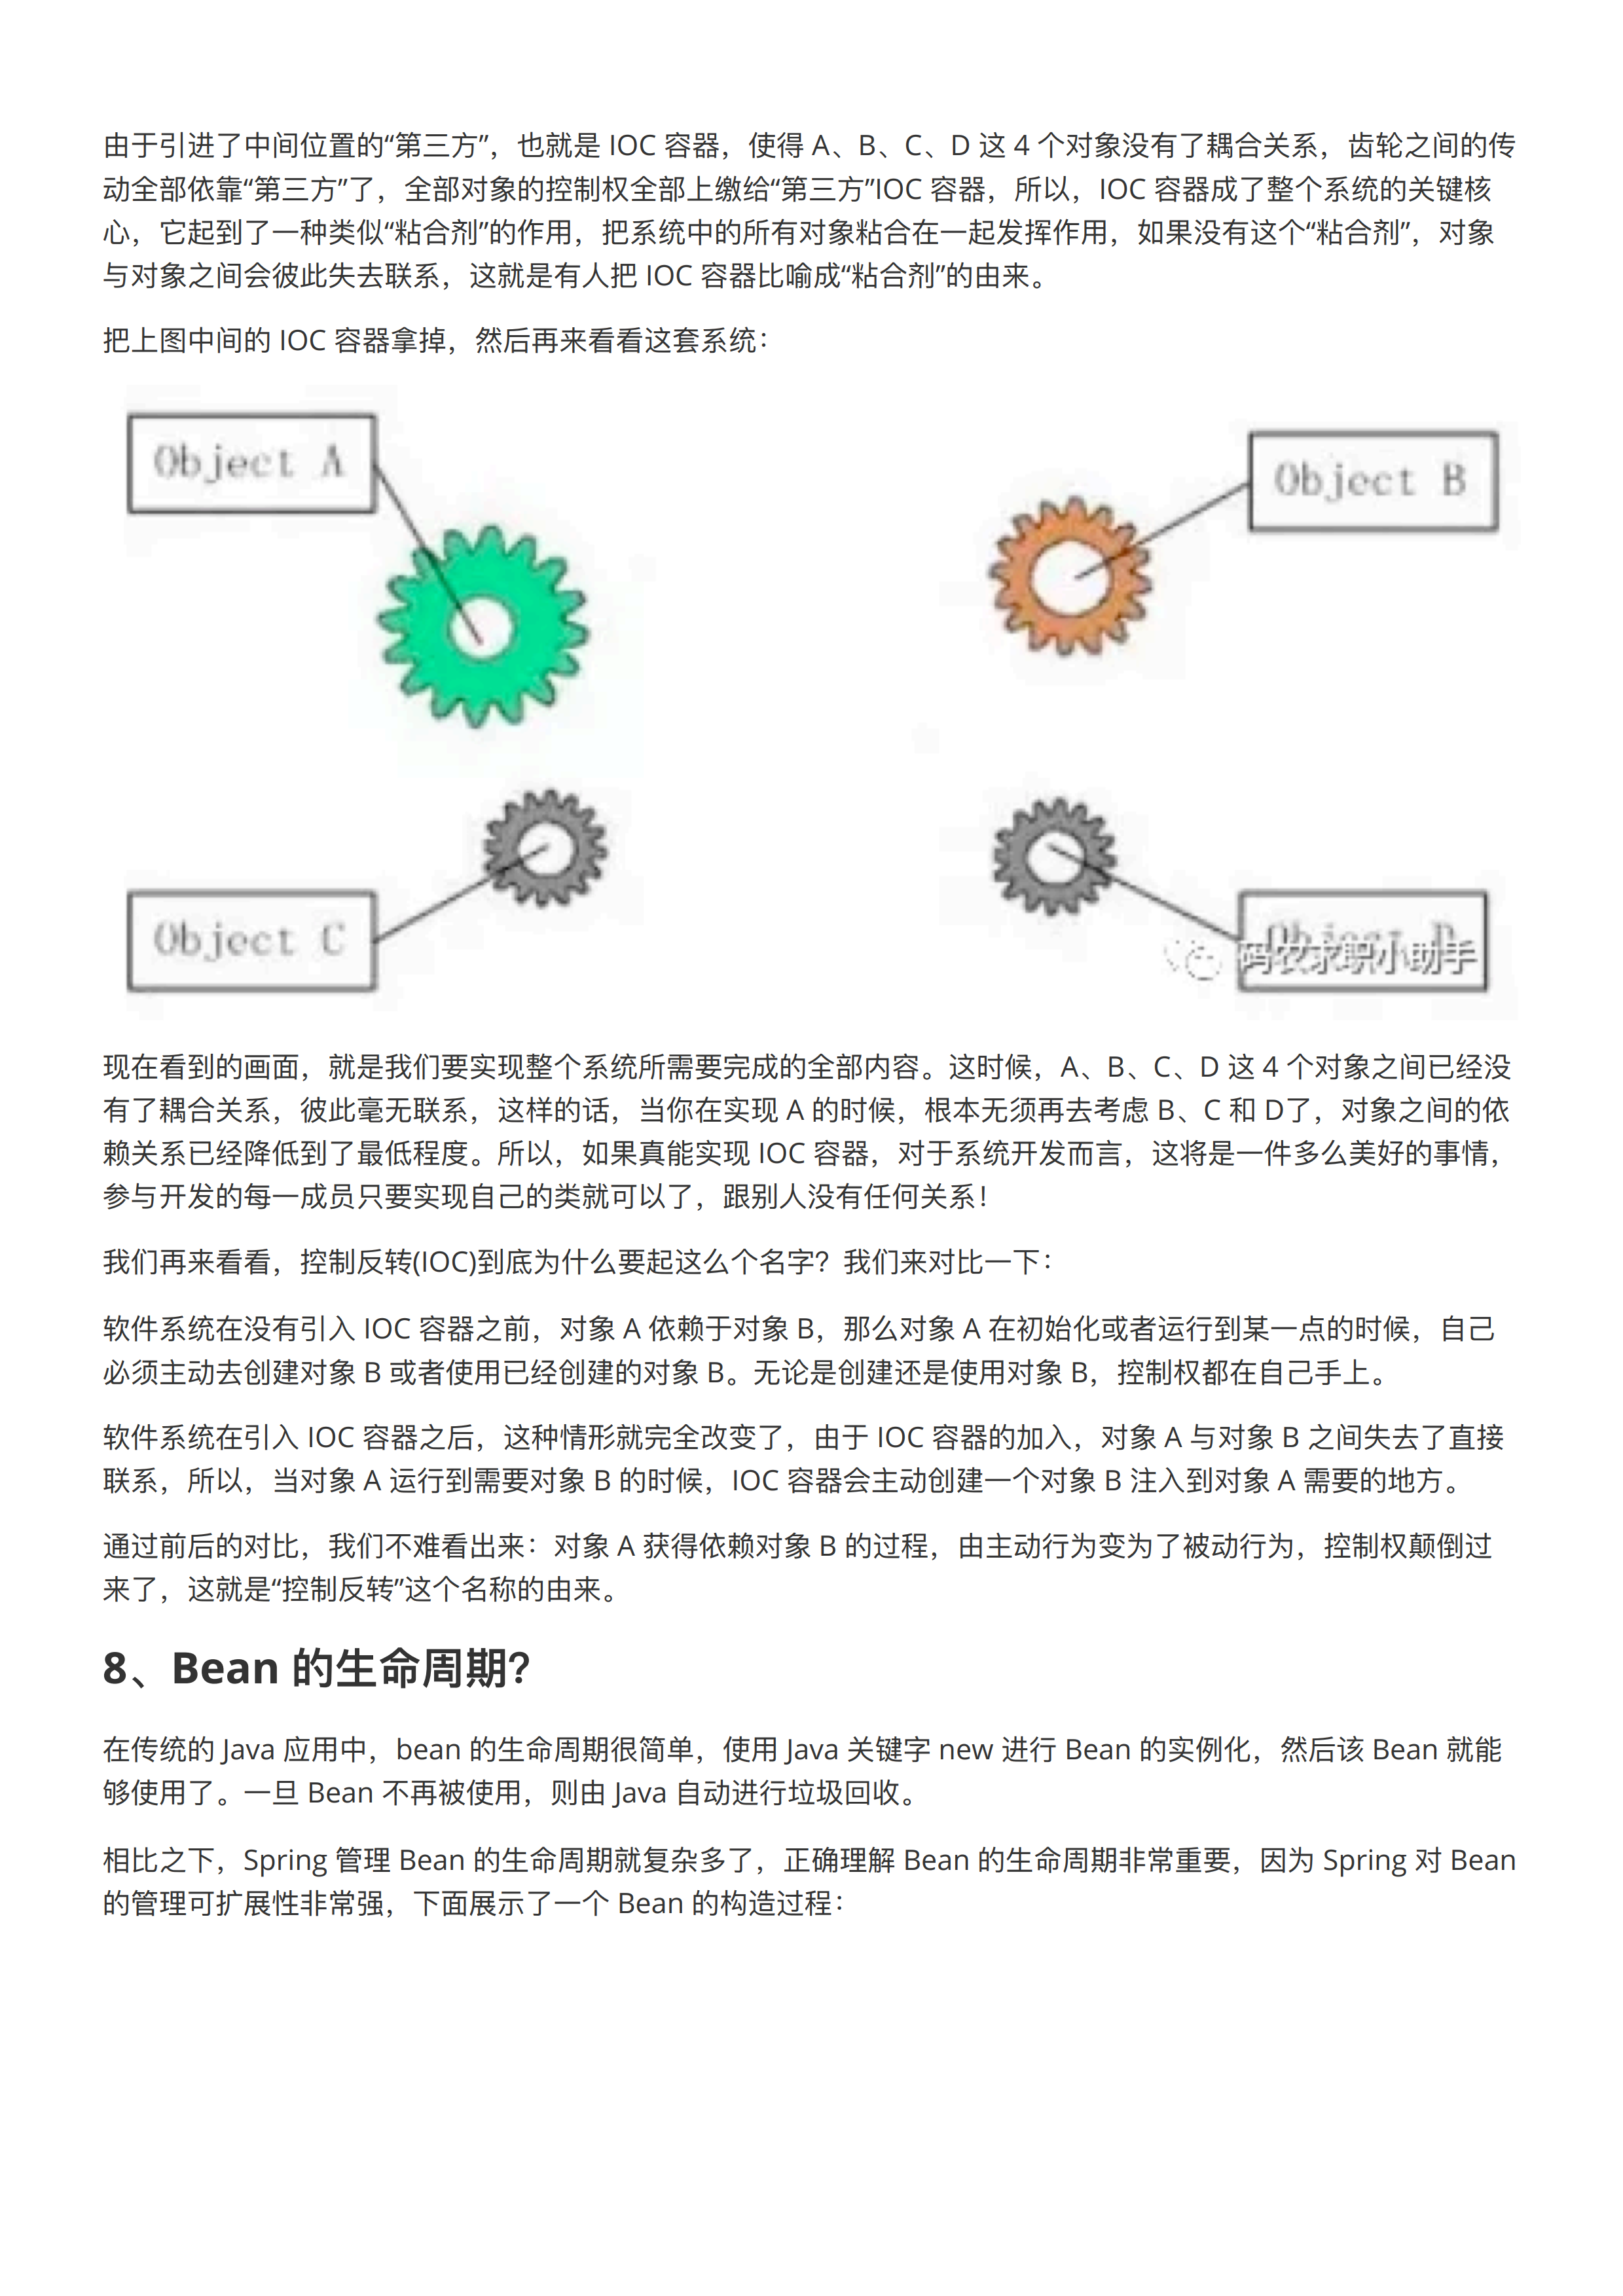 由于引进了中间位置的“第三方”，也就是 IOC 容器，使得 A、B、C、D 这 4 个对象没有了耦合关系，齿轮之间的传
动全部依靠“第三方”了，全部对象的控制权全部上缴给“第三方”IOC 容器，所以，IOC 容器成了整个系统的关键核
心，它起到了一种类似“粘合剂”的作用，把系统中的所有对象粘合在一起发挥作用，如果没有这个“粘合剂”，对象
与对象之间会彼此失去联系，这就是有人把 IOC 容器比喻成“粘合剂”的由来。
把上图中间的 IOC 容器拿掉，然后再来看看这套系统：
Object A
Object B
Object C
Object D
码农求职小助手
现在看到的画面，就是我们要实现整个系统所需要完成的全部内容。这时候，A、B、C、D 这 4 个对象之间已经没
有了耦合关系，彼此毫无联系，这样的话，当你在实现 A 的时候，根本无须再去考虑 B、C 和 D了，对象之间的依
赖关系已经降低到了最低程度。所以，如果真能实现 IOC 容器，对于系统开发而言，这将是一件多么美好的事情，
参与开发的每一成员只要实现自己的类就可以了，跟别人没有任何关系！
我们再来看看，控制反转(IOC)到底为什么要起这么个名字？我们来对比一下：
软件系统在没有引入 IOC 容器之前，对象 A 依赖于对象 B，那么对象 A 在初始化或者运行到某一点的时候，自己
必须主动去创建对象 B 或者使用已经创建的对象 B。无论是创建还是使用对象 B，控制权都在自己手上。
软件系统在引入 IOC 容器之后，这种情形就完全改变了，由于 IOC 容器的加入，对象 A 与对象 B 之间失去了直接
联系，所以，当对象 A 运行到需要对象 B 的时候，IOC 容器会主动创建一个对象 B 注入到对象 A 需要的地方。
通过前后的对比，我们不难看出来：对象 A 获得依赖对象 B 的过程，由主动行为变为了被动行为，控制权颠倒过
来了，这就是“控制反转”这个名称的由来。
8、Bean 的生命周期？
在传统的 Java 应用中，bean 的生命周期很简单，使用 Java 关键字 new 进行 Bean 的实例化，然后该 Bean 就能
够使用了。一旦 Bean 不再被使用，则由 Java 自动进行垃圾回收。
相比之下，Spring 管理 Bean 的生命周期就复杂多了，正确理解 Bean 的生命周期非常重要，因为 Spring 对 Bean
的管理可扩展性非常强，下面展示了一个 Bean 的构造过程：